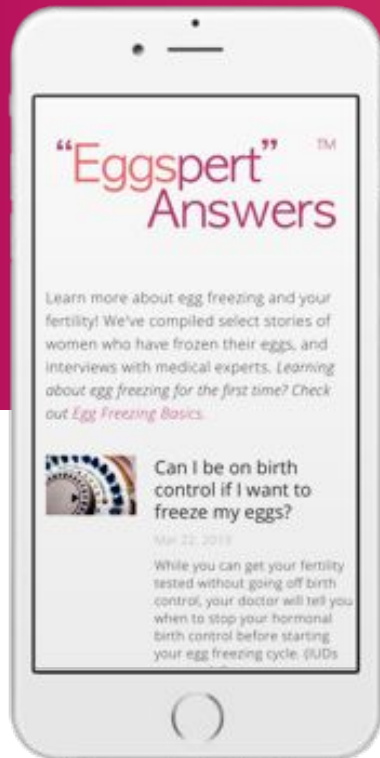 “Eggspert” ™
Answers
Learn more about egg freezing and your
fertility! We've compiled select stories of
women who have frozen their eggs, and
interviews with medical experts. Learning
about egg freezing for the first time? Check
out Egg Freezing Basics.
Can I be on birth
control if I want to
freeze my eggs?
Mar 22, 2019
While you can get your fertility
tested without going off birth
control, your doctor will tell you
when to stop your hormonal
birth control before starting
your egg freezing cycle. (IUDs